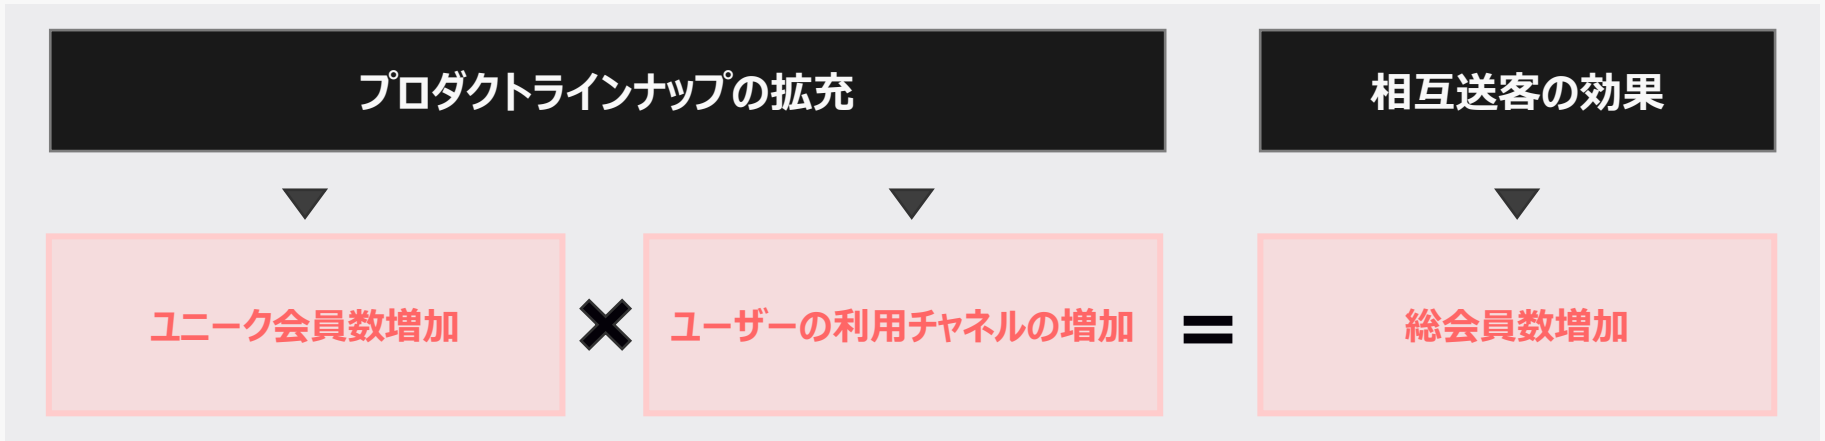 プロダクトラインナップの拡充
相互送客の効果
ユニーク会員数増加
×
ユーザーの利用チャネルの増加
=
総会員数増加